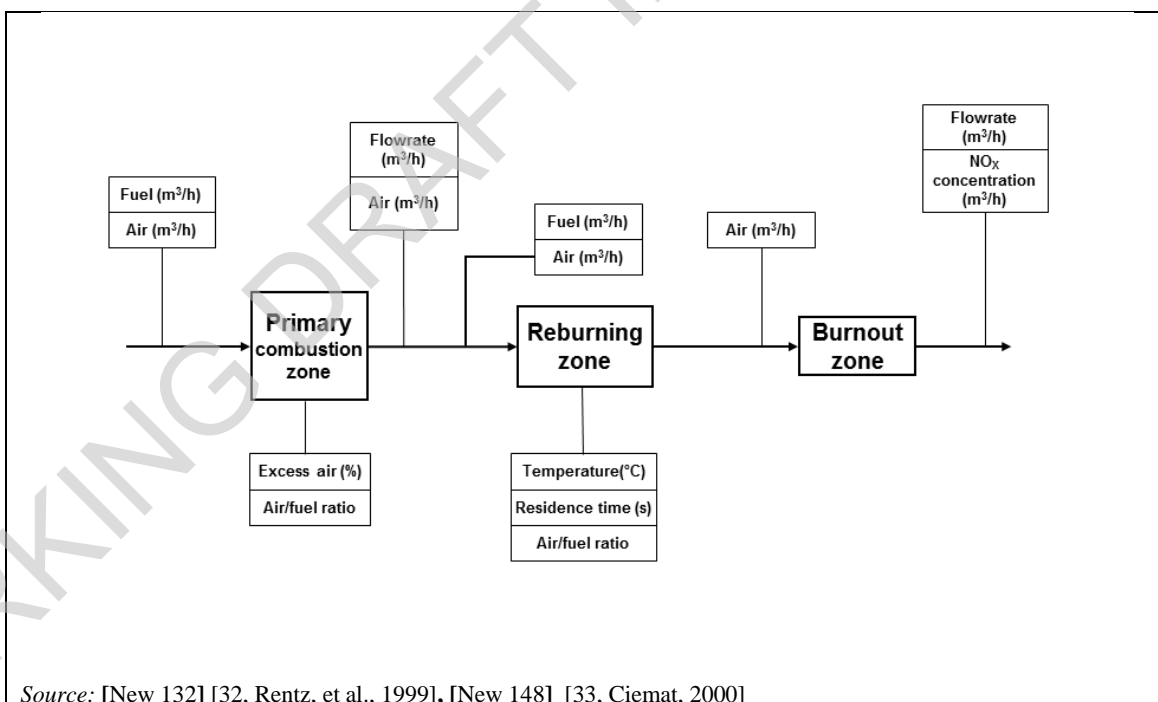 Flowrate
(m³/h)
NOX
concentration
(m³/h)
Flowrate
(m³/h)
Air (m³/h)
Fuel (m³/h)
Air (m³/h)
Fuel (m³/h)
Air (m³/h)
Air (m³/h)
Primary
combustion
zone
Reburning
zone
Burnout
zone
Excess air (%)
Air/fuel ratio
Temperature(°C)
Residence time (s)
Air/fuel ratio
RKING DRAFT
Source: [New 132] [32, Rentz, et al., 1999], [New 148] [33, Ciemat, 2000]